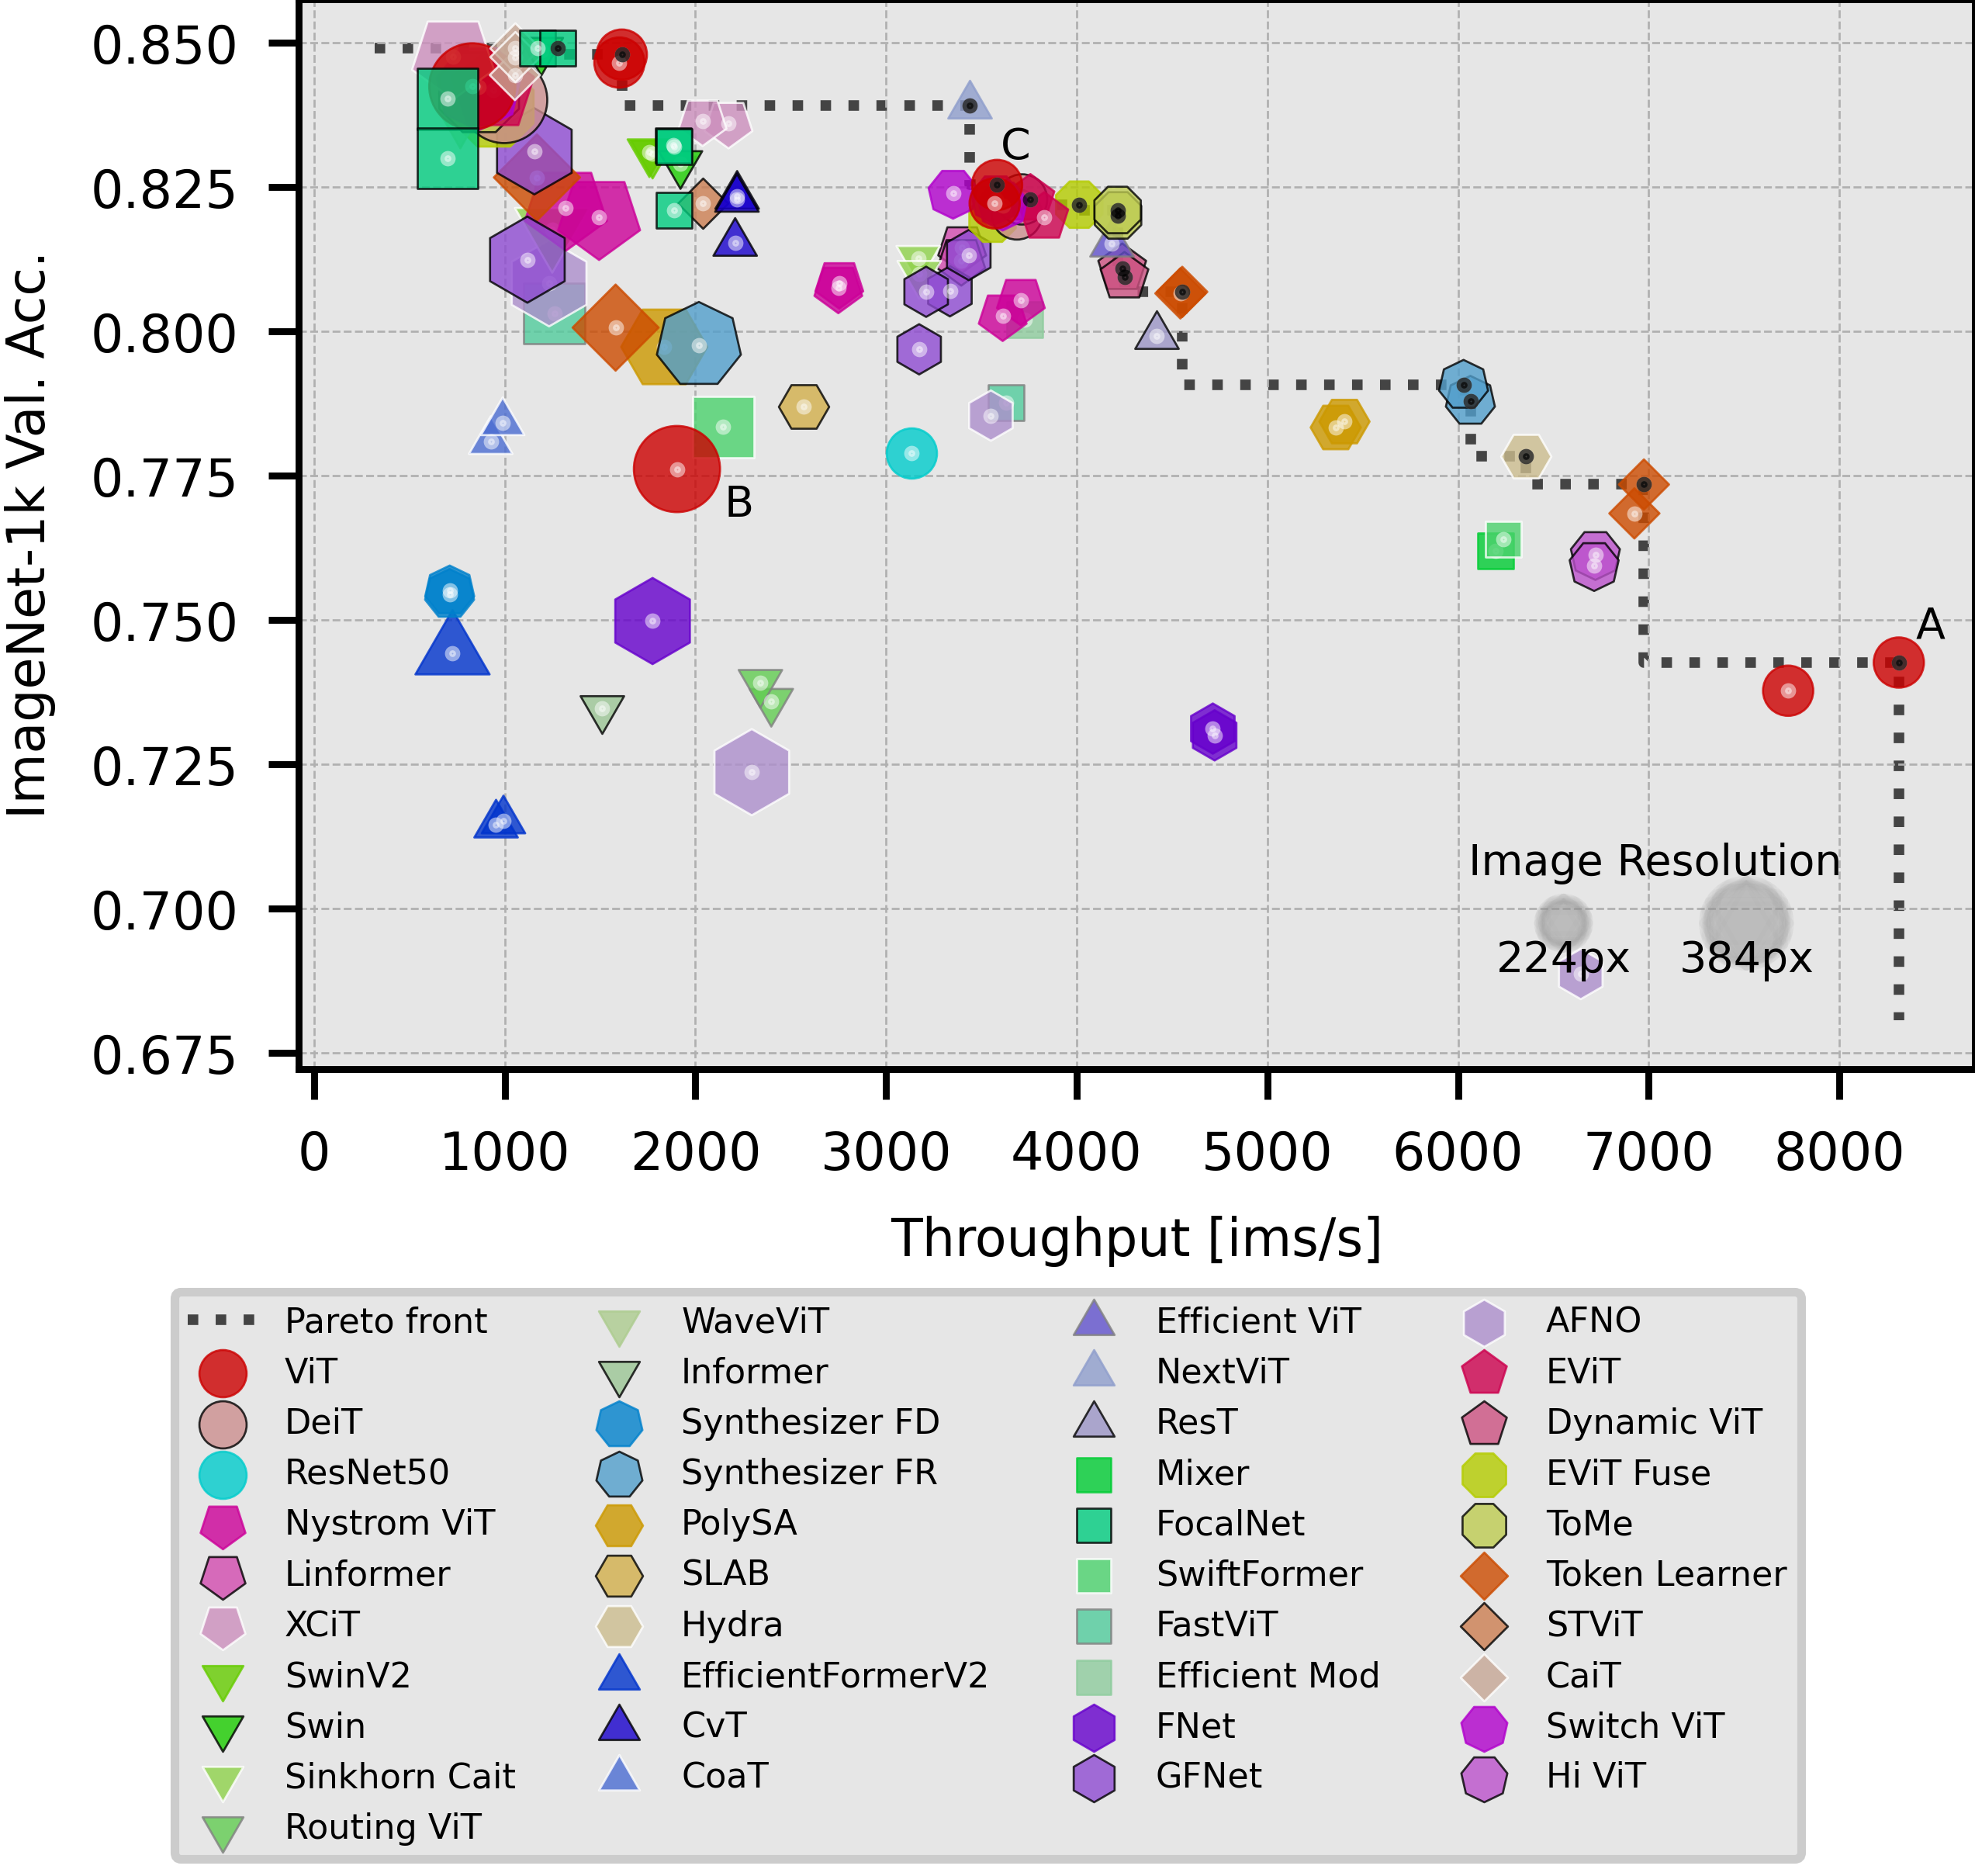 ImageNet-1k Val. Acc.
0.850
0.825
0.800
0.775
0.750
0.725
0.700
0.675
C
B
A
Image Resolution
224px 384px
0 1000 2000 3000 4000 5000 6000 7000 8000
Throughput [ims/s]
Pareto front
ViT
DeiT
ResNet50
Nystrom ViT
Linformer
XCiT
SwinV2
Swin
Sinkhorn Cait
Routing ViT
WaveViT
Informer
Synthesizer FD
Synthesizer FR
PolySA
SLAB
Hydra
EfficientFormerV2
CvT
CoaT
Efficient ViT
NextViT
ResT
Mixer
FocalNet
SwiftFormer
FastViT
Efficient Mod
FNet
GFNet
AFNO
EViT
Dynamic ViT
EViT Fuse
ToMe
Token Learner
STViT
CaiT
Switch ViT
Hi ViT